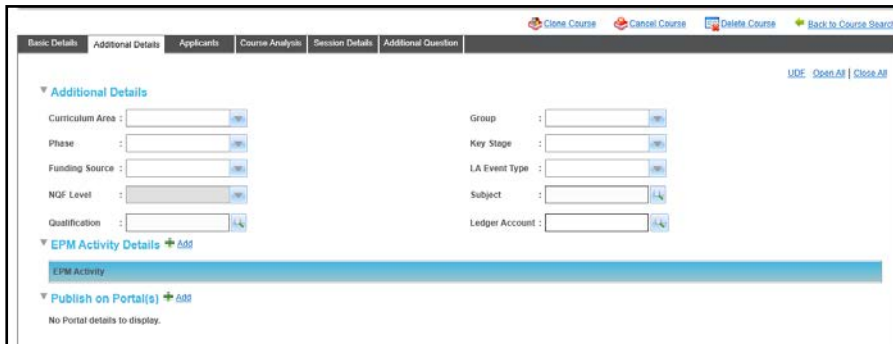 Clone Course Cancel Course Delete Course Back to Course Search
Basic Details Additional Details Applicants Course Analysis Session Details Additional Question
UDF Open All | Close All
Additional Details
Curriculum Area : Group :
Phase : Key Stage :
Funding Source : LA Event Type :
NQF Level : Subject :
Qualification : Ledger Account :
EPM Activity Details Add
EPM Activity
Publish on Portal(s) Add
No Portal details to display.